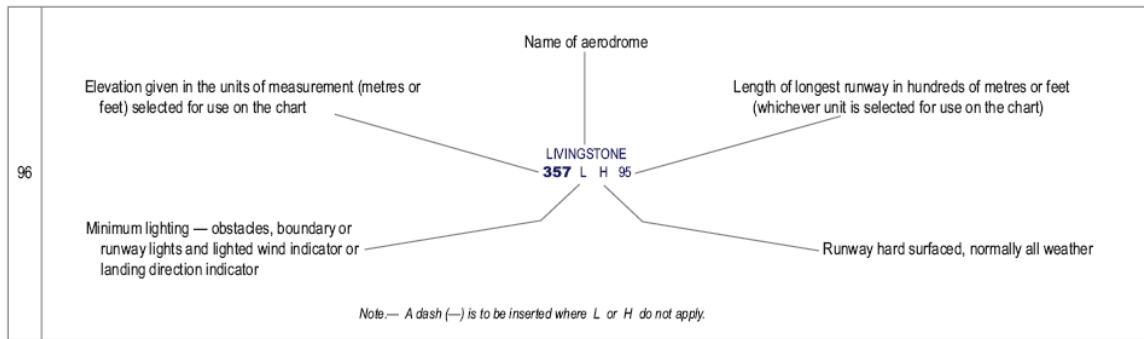 Name of aerodrome
Elevation given in the units of measurement (metres or
feet) selected for use on the chart
Length of longest runway in hundreds of metres or feet
(whichever unit is selected for use on the chart)
96
LIVINGSTONE
357 L H 95
Minimum lighting — obstacles, boundary or
runway lights and lighted wind indicator or
landing direction indicator
Runway hard surfaced, normally all weather
Note.— A dash (—) is to be inserted where L or H do not apply.